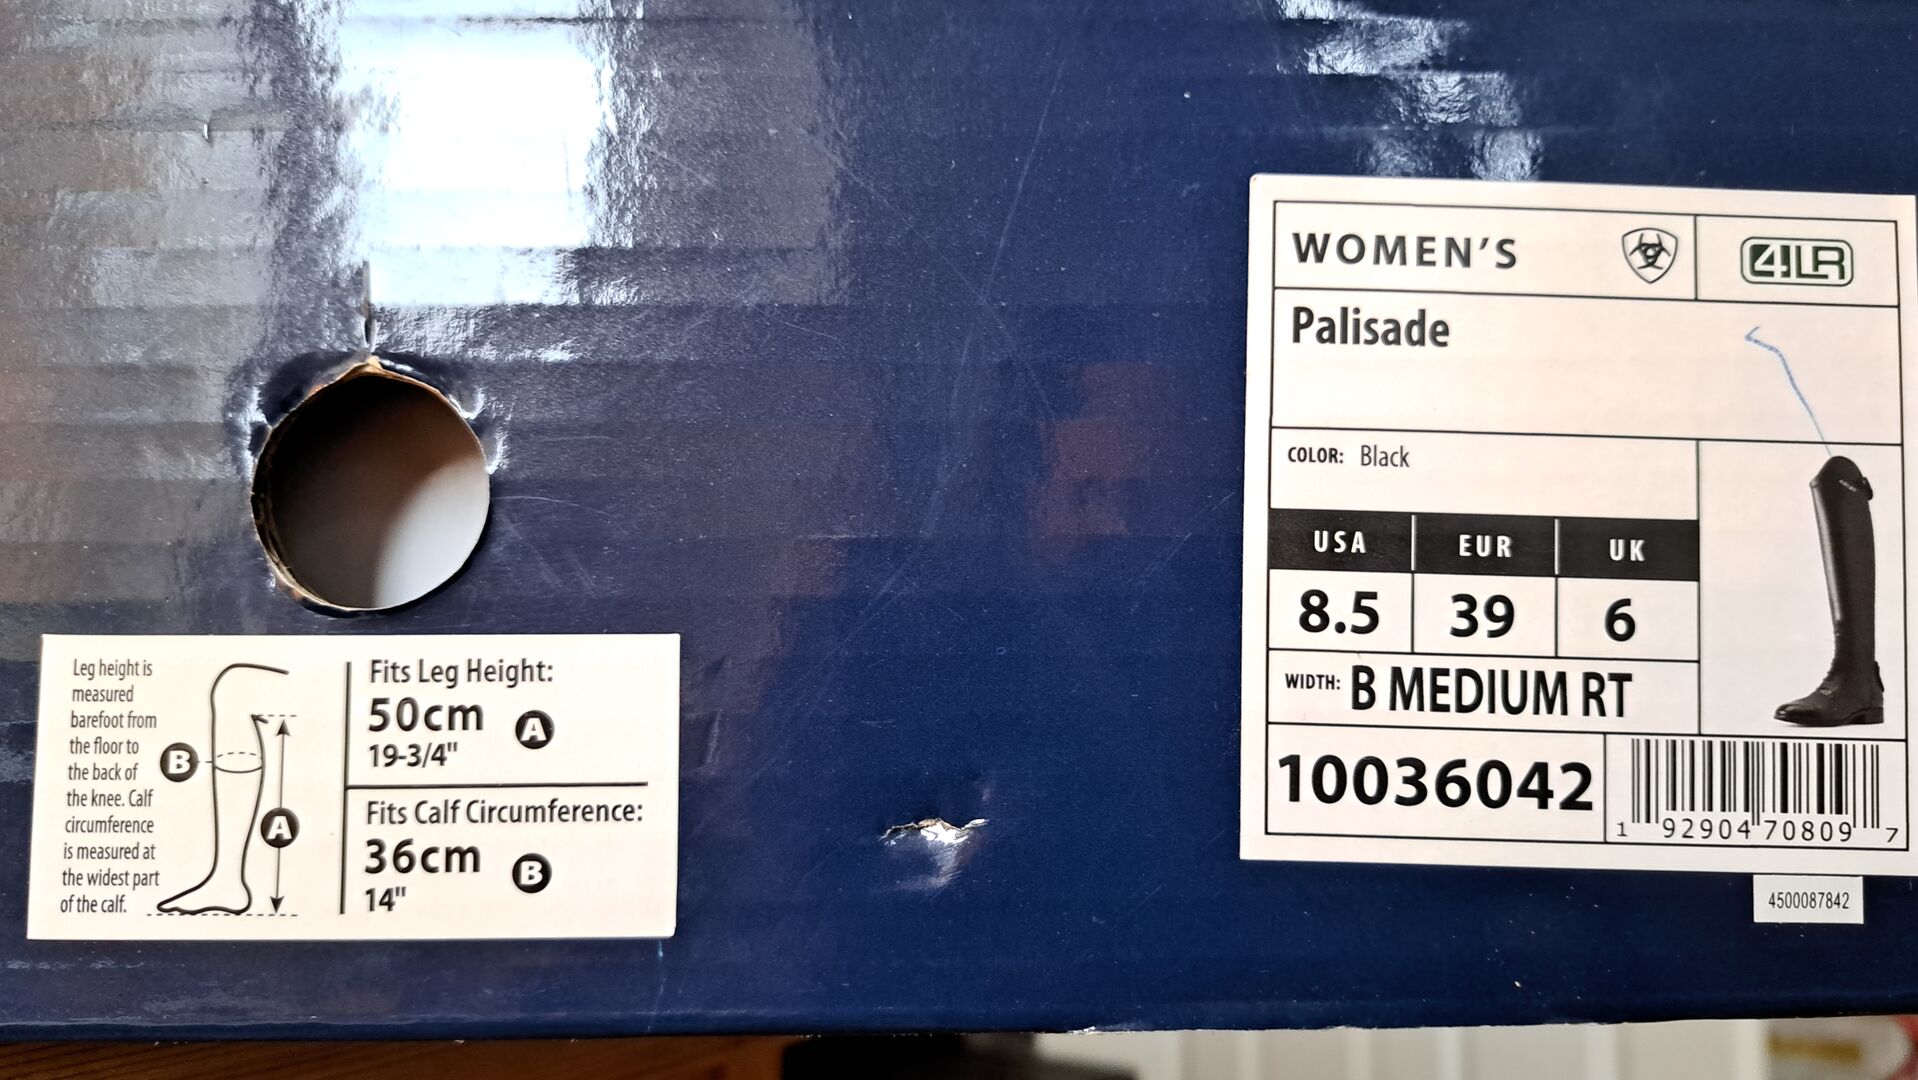 Leg height is
measured
barefoot from
the floor to
the back of
the knee. Calf
circumference
is measured at
the widest part
of the calf.
B
A
Fits Leg Height:
50cm A
19-3/4"
Fits Calf Circumference:
36cm B
14"
WOMEN'S 4LR
Palisade
COLOR: Black
USA EUR UK
8.5 39 6
WIDTH: B MEDIUM RT
10036042
1 92904 70809 7
4500087842